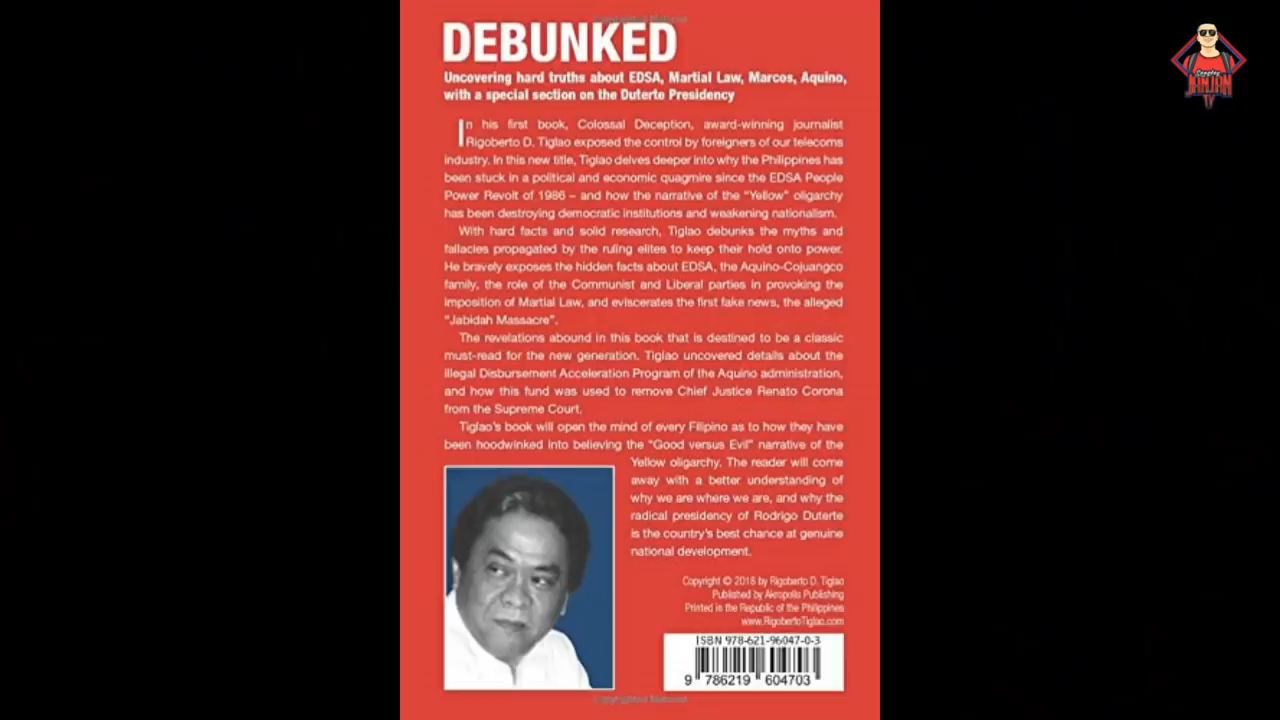 DEBUNKED
Uncovering hard truths about EDSA, Martial Law, Marcos, Aquino,
with a special section on the Duterte Presidency
In his first book, Colossal Deception, award-winning journalist
Rigoberto D. Tiglao exposed the control by foreigners of our telecoms
industry. In this new title, Tiglao delves deeper into why the Philippines has
been stuck in a political and economic quagmire since the EDSA People
Power Revolt of 1986 – and how the narrative of the "Yellow" oligarchy
has been destroying democratic institutions and weakening nationalism.
With hard facts and solid research, Tiglao debunks the myths and
fallacies propagated by the ruling elites to keep their hold onto power.
He bravely exposes the hidden facts about EDSA, the Aquino-Cojuangco
family, the role of the Communist and Liberal parties in provoking the
imposition of Martial Law, and eviscerates the first fake news, the alleged
"Jabidah Massacre".
The revelations abound in this book that is destined to be a classic
must-read for the new generation. Tiglao uncovered details about the
illegal Disbursement Acceleration Program of the Aquino administration,
and how this fund was used to remove Chief Justice Renato Corona
from the Supreme Court.
Tiglao's book will open the mind of every Filipino as to how they have
been hoodwinked into believing the "Good versus Evil" narrative of the
Yellow oligarchy. The reader will come
away with a better understanding of
why we are where we are, and why the
radical presidency of Rodrigo Duterte
is the country's best chance at genuine
national development.
Copyright © 2018 by Rigoberto D. Tiglao
Published by Akropolis Publishing
Printed in the Republic of the Philippines
www.RigobertoTiglao.com
ISBN 978-621-96047-0-3
9 786219 604703
Copyrighted Material
JANJAN
TV